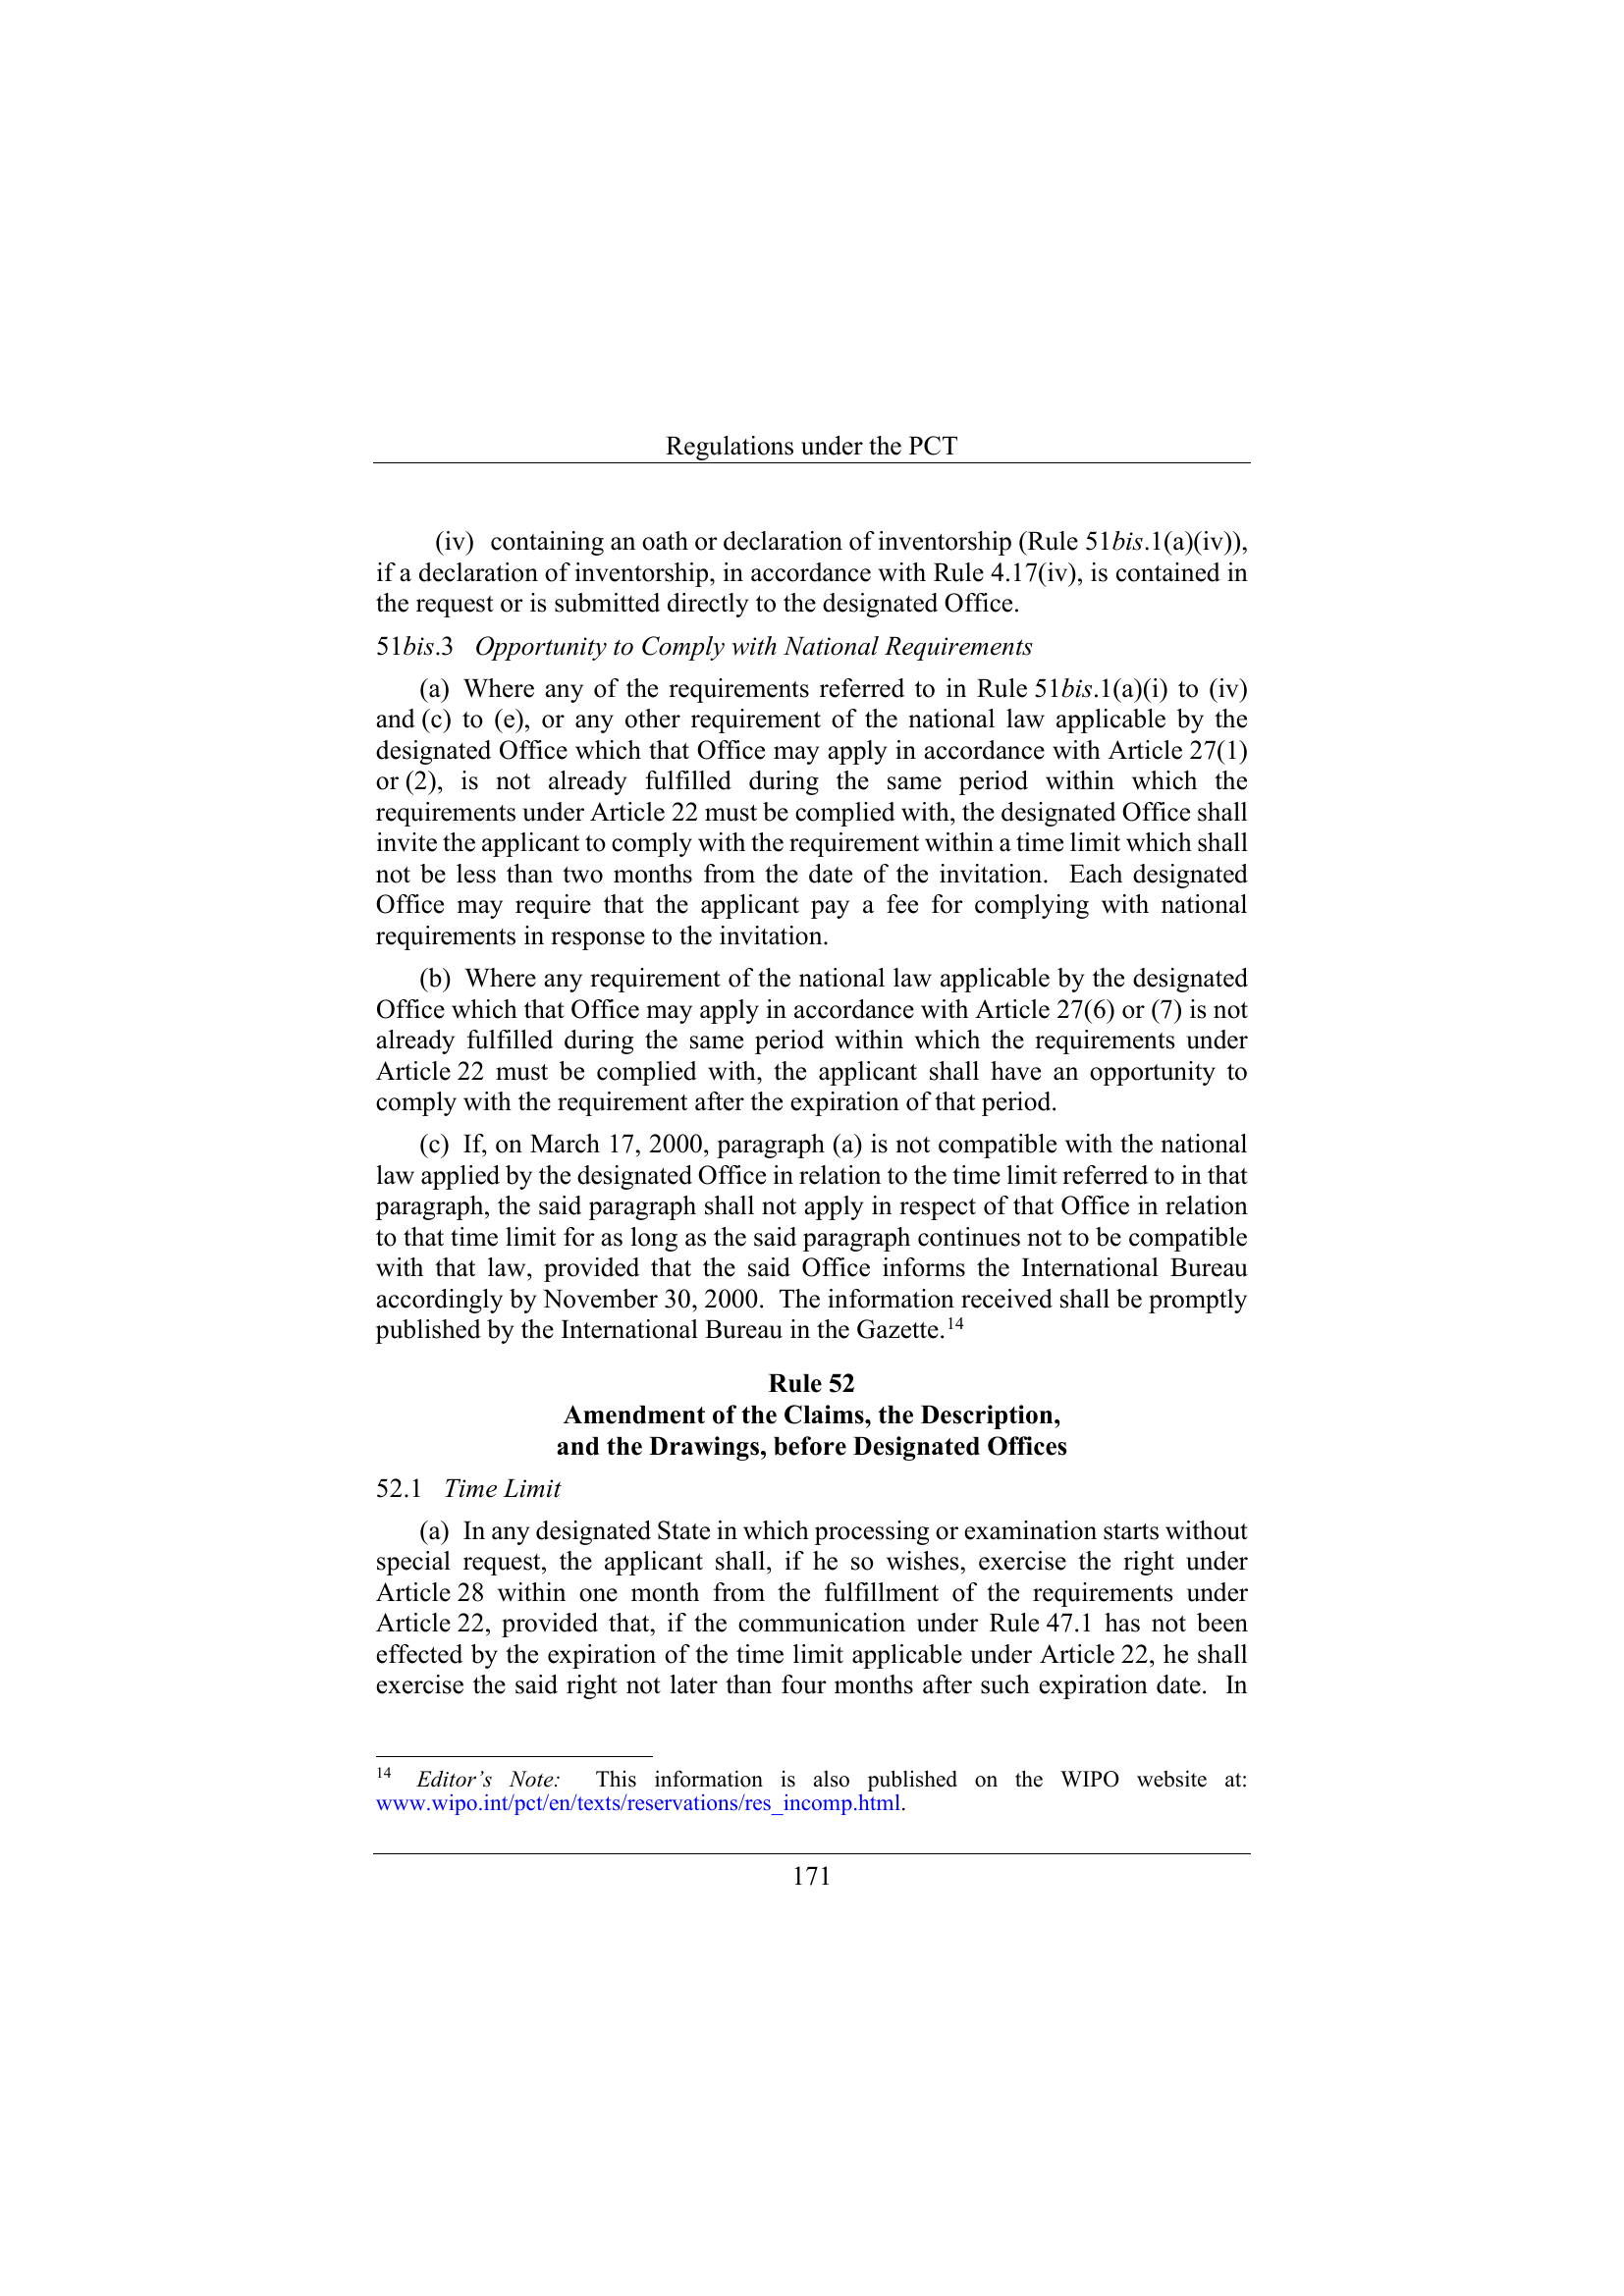 Regulations under the PCT
(iv) containing an oath or declaration of inventorship (Rule 51bis.1(a)(iv)),
if a declaration of inventorship, in accordance with Rule 4.17(iv), is contained in
the request or is submitted directly to the designated Office.
51bis.3 Opportunity to Comply with National Requirements
(a) Where any of the requirements referred to in Rule 51bis.1(a)(i) to (iv)
and (c) to (e), or any other requirement of the national law applicable by the
designated Office which that Office may apply in accordance with Article 27(1)
or (2), is not already fulfilled during the same period within which the
requirements under Article 22 must be complied with, the designated Office shall
invite the applicant to comply with the requirement within a time limit which shall
not be less than two months from the date of the invitation. Each designated
Office may require that the applicant pay a fee for complying with national
requirements in response to the invitation.
(b) Where any requirement of the national law applicable by the designated
Office which that Office may apply in accordance with Article 27(6) or (7) is not
already fulfilled during the same period within which the requirements under
Article 22 must be complied with, the applicant shall have an opportunity to
comply with the requirement after the expiration of that period.
(c) If, on March 17, 2000, paragraph (a) is not compatible with the national
law applied by the designated Office in relation to the time limit referred to in that
paragraph, the said paragraph shall not apply in respect of that Office in relation
to that time limit for as long as the said paragraph continues not to be compatible
with that law, provided that the said Office informs the International Bureau
accordingly by November 30, 2000. The information received shall be promptly
published by the International Bureau in the Gazette.14
Rule 52
Amendment of the Claims, the Description,
and the Drawings, before Designated Offices
52.1 Time Limit
(a) In any designated State in which processing or examination starts without
special request, the applicant shall, if he so wishes, exercise the right under
Article 28 within one month from the fulfillment of the requirements under
Article 22, provided that, if the communication under Rule 47.1 has not been
effected by the expiration of the time limit applicable under Article 22, he shall
exercise the said right not later than four months after such expiration date. In
14 Editor’s Note: This information is also published on the WIPO website at:
www.wipo.int/pct/en/texts/reservations/res_incomp.html.
171